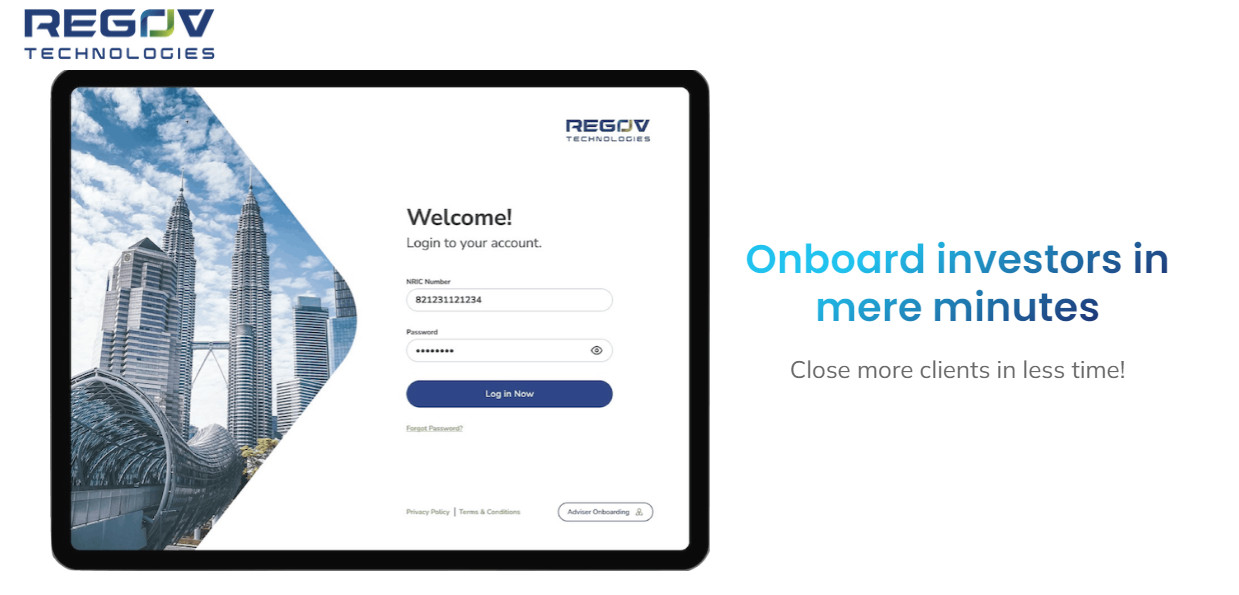 REGOV
TECHNOLOGIES
REGOV
TECHNOLOGIES
Welcome!
Login to your account.
NRIC Number
821231121234
Password
••••••••
Log in Now
Forgot Password?
Privacy Policy | Terms & Conditions
Adviser Onboarding
Onboard investors in
mere minutes
Close more clients in less time!